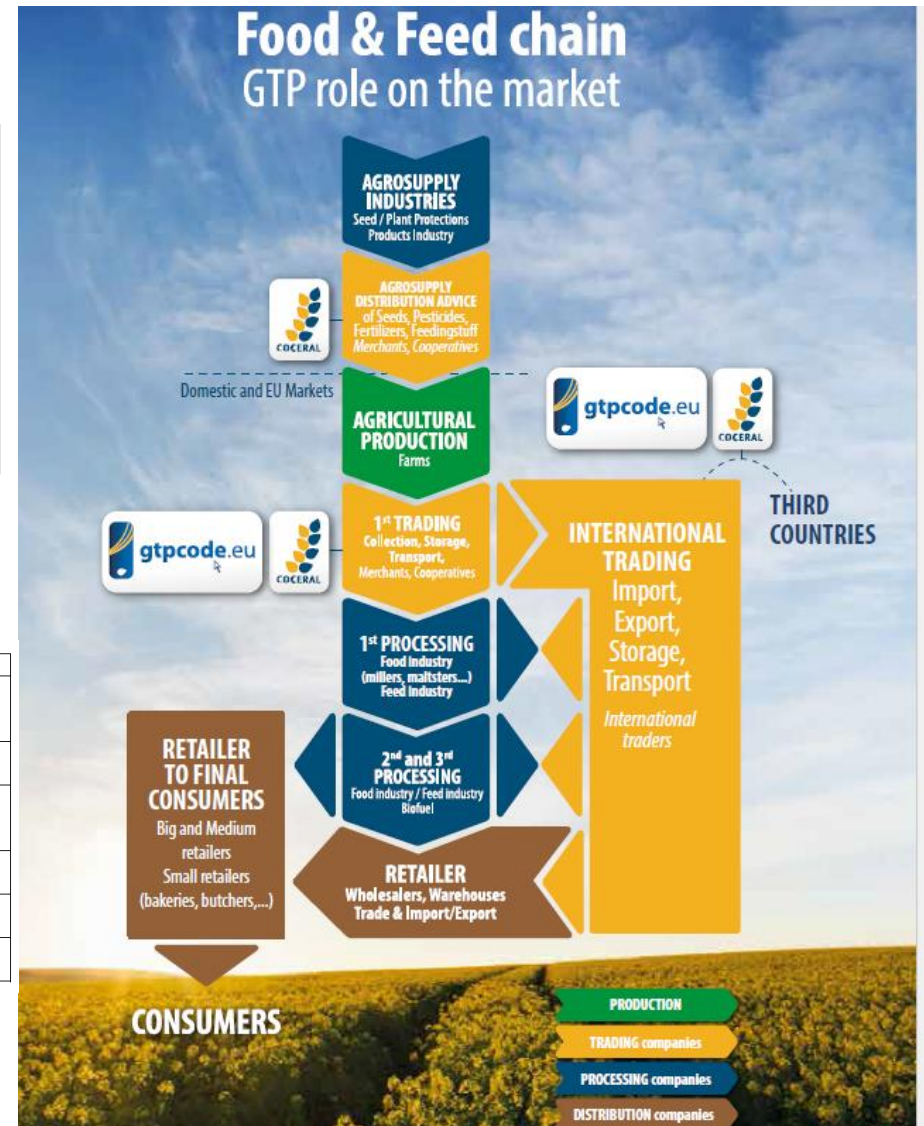 Food & Feed chain
GTP role on the market
AGROSUPPLY
INDUSTRIES
Seed / Plant Protections
Products Industry
AGROSUPPLY
DISTRIBUTION ADVICE
of Seeds, Pesticides,
Fertilizers, Feedingstuff
Merchants, Cooperatives
COCERAL
Domestic and EU Markets
AGRICULTURAL
PRODUCTION
Farms
gtpcode.eu
COCERAL
THIRD
COUNTRIES
1st TRADING
Collection, Storage,
Transport,
Merchants, Cooperatives
gtpcode.eu
COCERAL
INTERNATIONAL
TRADING
Import,
Export,
Storage,
Transport
International
traders
1st PROCESSING
Food industry
(millers, maltsters...)
Feed industry
2nd and 3rd
PROCESSING
Food industry / Feed industry
Biofuel
RETAILER
TO FINAL
CONSUMERS
Big and Medium
retailers
Small retailers
(bakeries, butchers,...)
RETAILER
Wholesalers, Warehouses
Trade & Import/Export
CONSUMERS
PRODUCTION
TRADING companies
PROCESSING companies
DISTRIBUTION companies